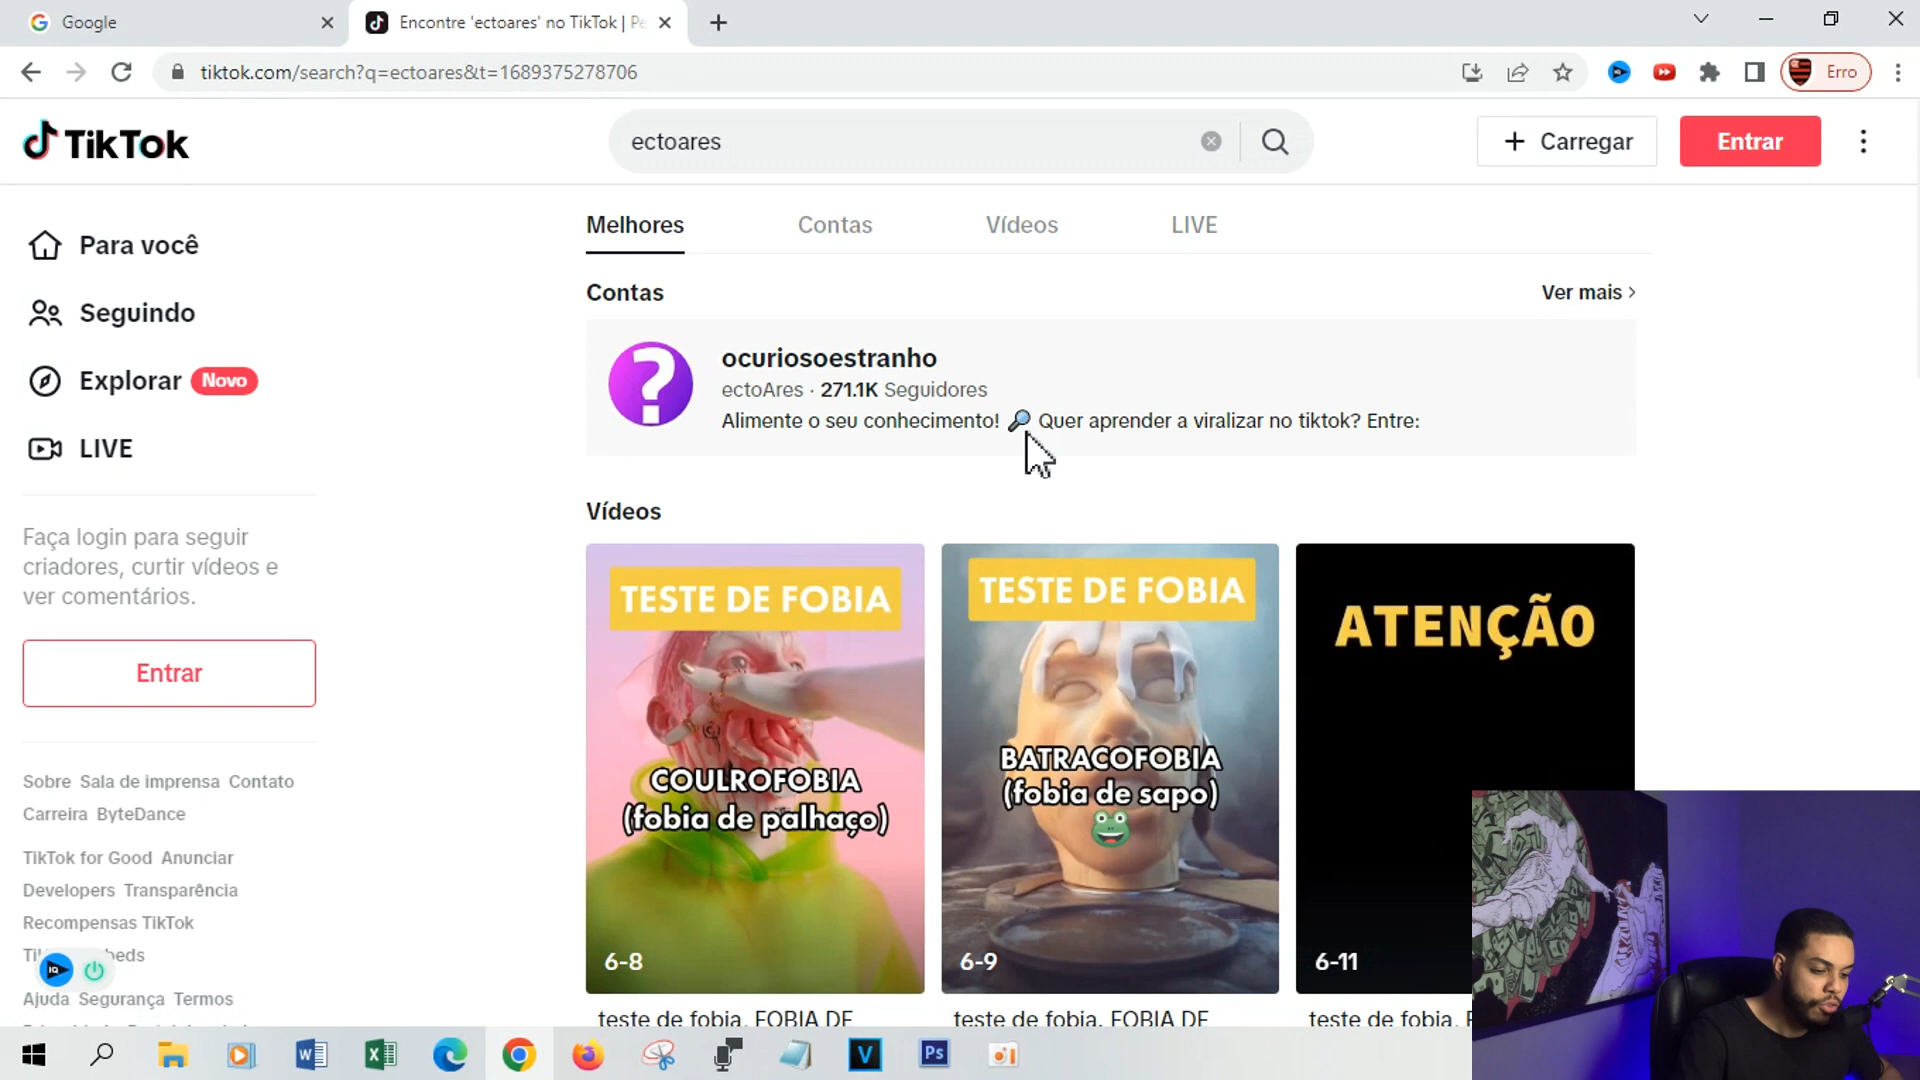 Google
Encontre 'ectoares' no TikTok | Pe
tiktok.com/search?q=ectoares&t=1689375278706
Erro
TikTok
ectoares
Carregar
Entrar
Para você
Seguindo
Explorar Novo
LIVE
Faça login para seguir
criadores, curtir vídeos e
ver comentários.
Entrar
Sobre Sala de imprensa Contato
Carreira ByteDance
TikTok for Good Anunciar
Developers Transparência
Recompensas TikTok
Ajuda Segurança Termos
Melhores Contas Vídeos LIVE
Contas
Ver mais >
ocuriosoestranho
ectoAres · 271.1K Seguidores
Alimente o seu conhecimento! 🔎 Quer aprender a viralizar no tiktok? Entre:
Vídeos
TESTE DE FOBIA
COULROFOBIA
(fobia de palhaço)
6-8
teste de fobia. FOBIA DE
TESTE DE FOBIA
BATRACOFOBIA
(fobia de sapo)
6-9
teste de fobia. FOBIA DE
ATENÇÃO
6-11
teste de fobia.
IQ
W
X
V
Ps